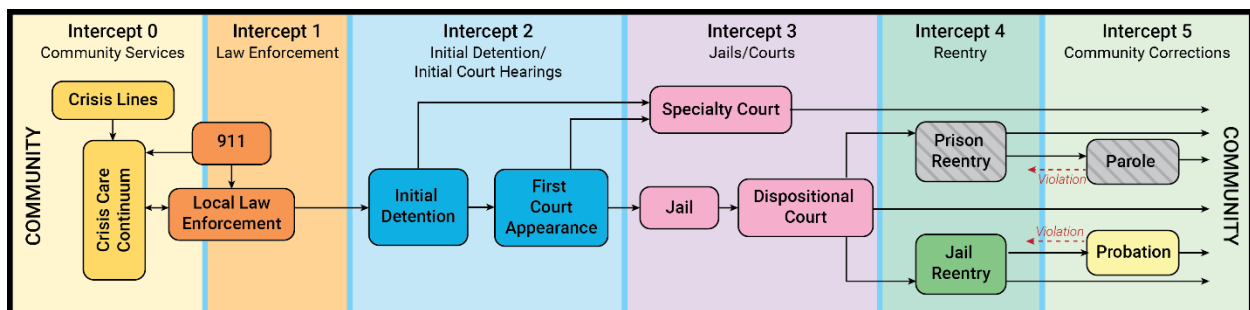 Intercept 0
Community Services
Intercept 1
Law Enforcement
Intercept 2
Initial Detention/
Initial Court Hearings
Intercept 3
Jails/Courts
Intercept 4
Reentry
Intercept 5
Community Corrections
COMMUNITY
Crisis Lines
Crisis Care
Continuum
911
Local Law
Enforcement
Initial
Detention
First
Court
Appearance
Specialty Court
Jail
Dispositional
Court
Prison
Reentry
Parole
Violation
Jail
Reentry
Violation
Probation
COMMUNITY